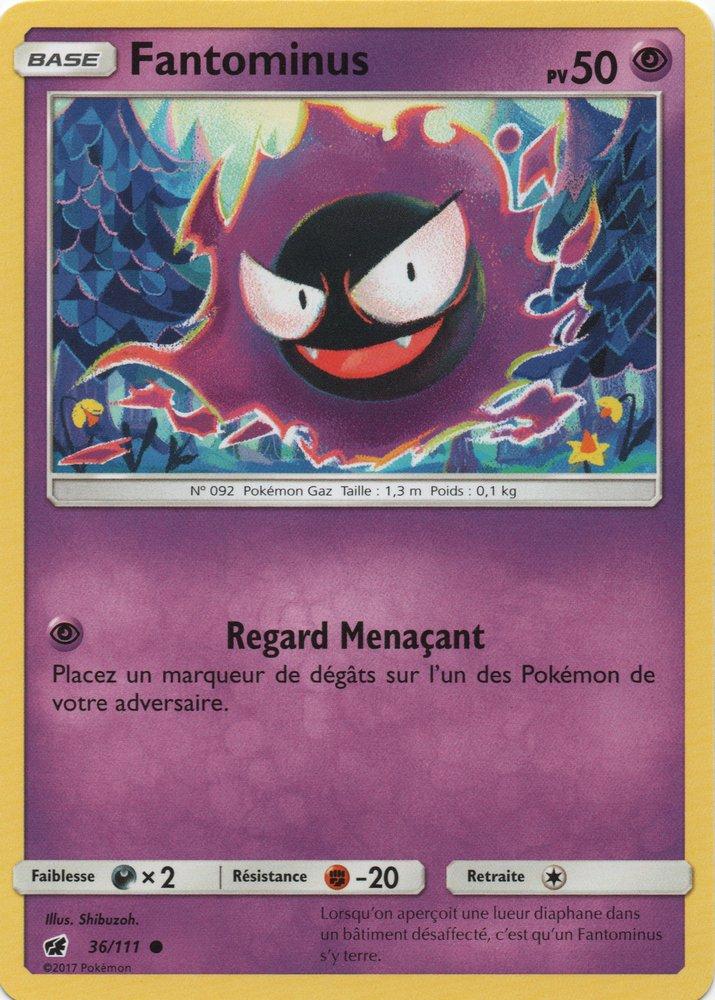 BASE Fantominus PV50
N° 092 Pokémon Gaz Taille : 1,3 m Poids : 0,1 kg
Regard Menaçant
Placez un marqueur de dégâts sur l'un des Pokémon de
votre adversaire.
Faiblesse ×2 Résistance -20 Retraite
Illus. Shibuzoh.
36/111
©2017 Pokémon
Lorsqu'on aperçoit une lueur diaphane dans
un bâtiment désaffecté, c'est qu'un Fantominus
s'y terre.